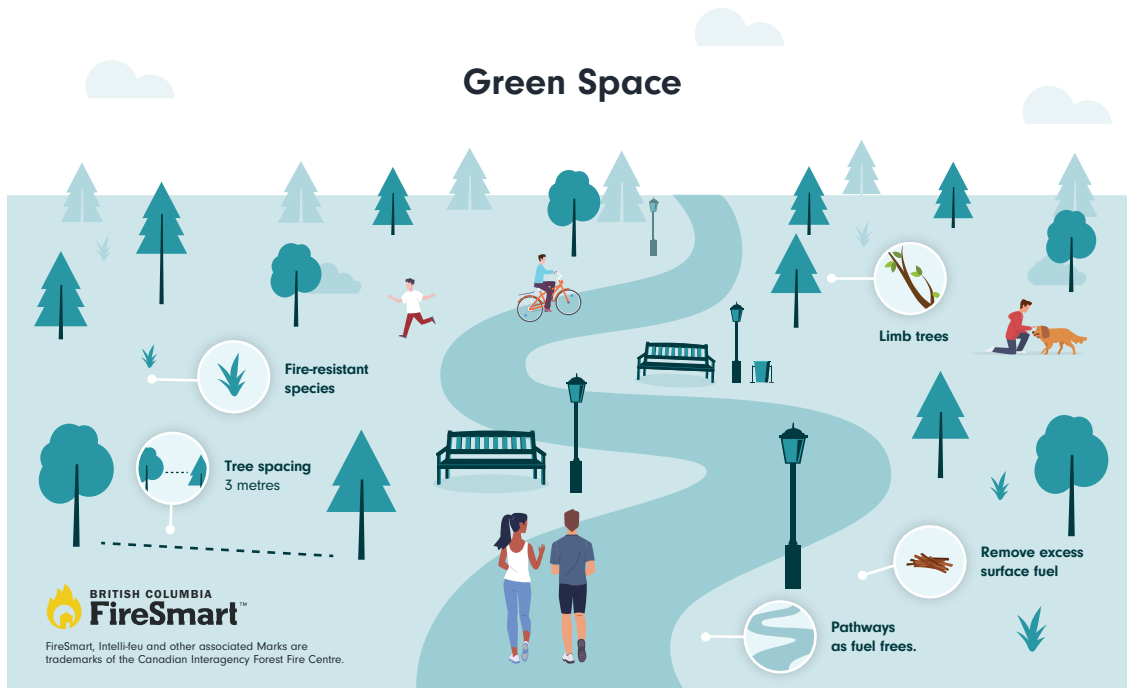 Green Space
Limb trees
Fire-resistant
species
Tree spacing
3 metres
Remove excess
surface fuel
Pathways
as fuel frees.
BRITISH COLUMBIA
FireSmart™
FireSmart, Intelli-feu and other associated Marks are
trademarks of the Canadian Interagency Forest Fire Centre.